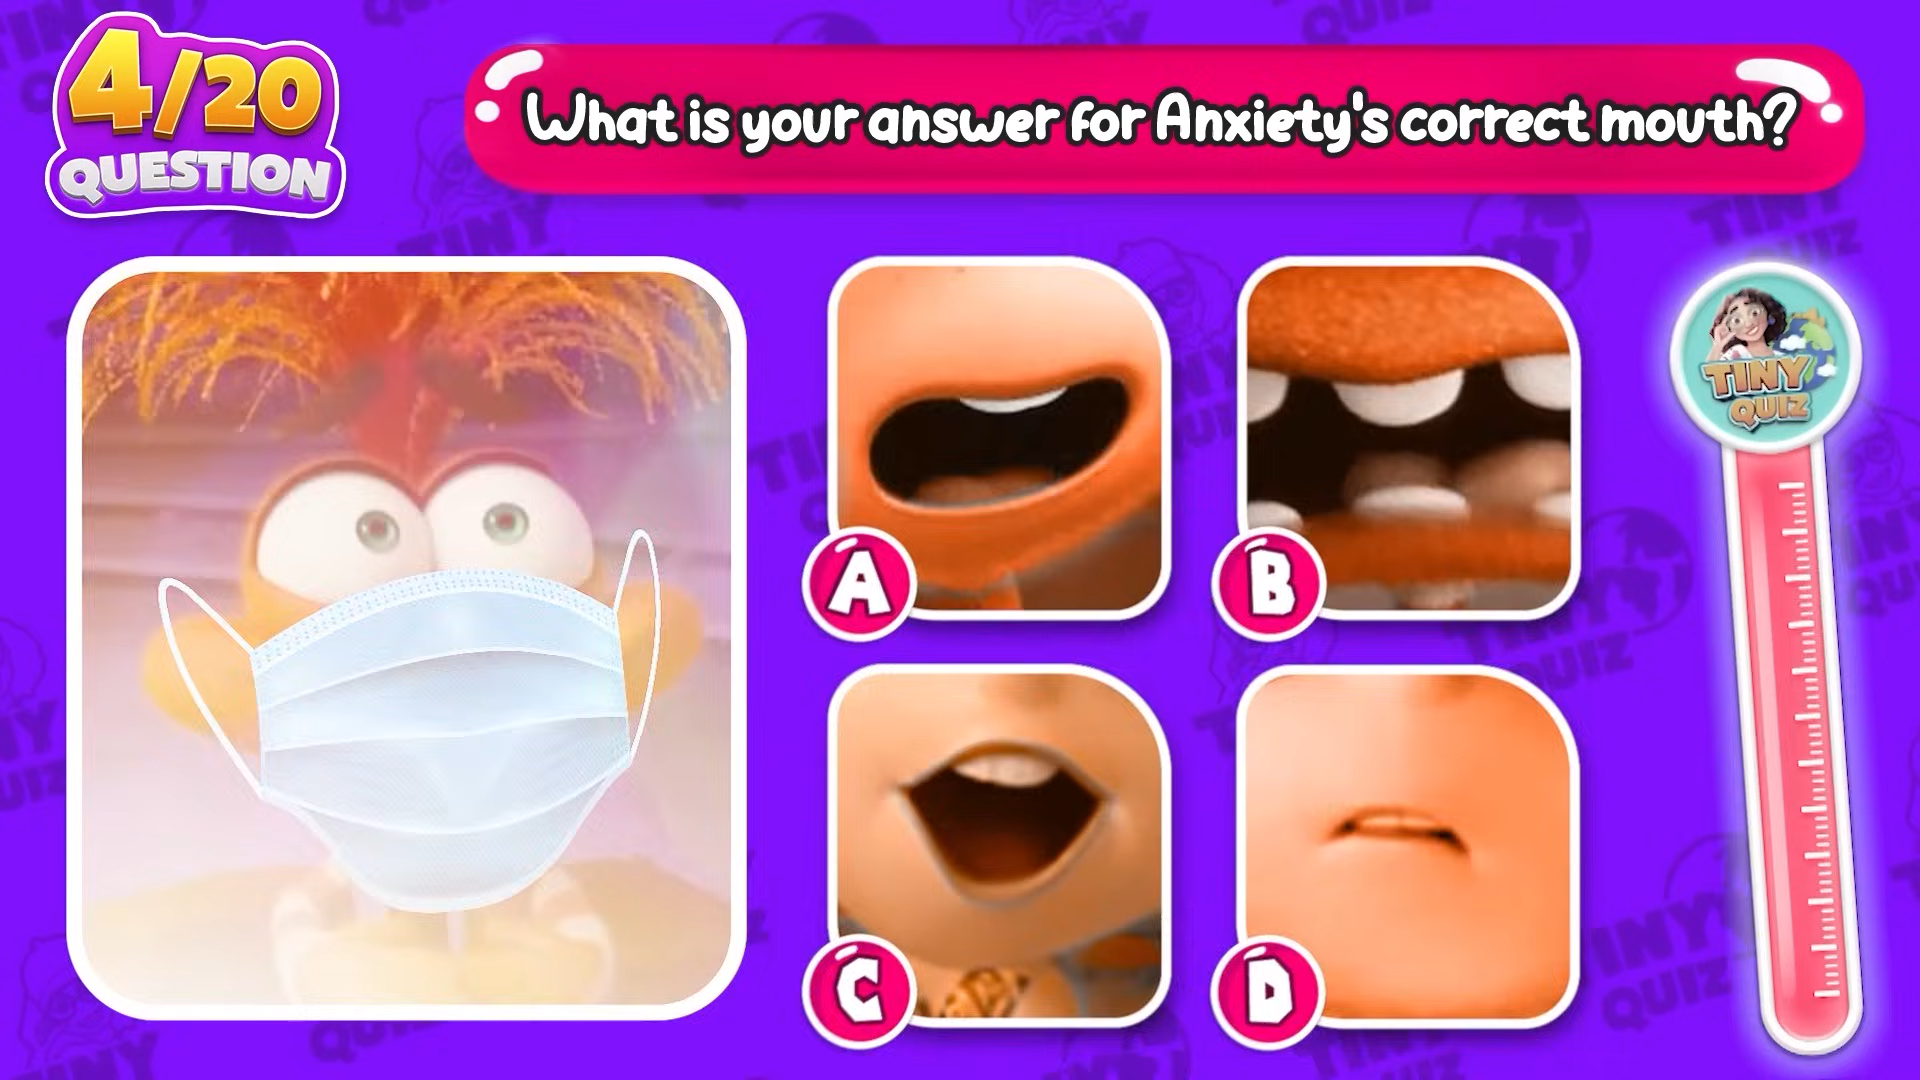 4/20
QUESTION
What is your answer for Anxiety's correct mouth?
A
B
TINY
QUIZ
C
D